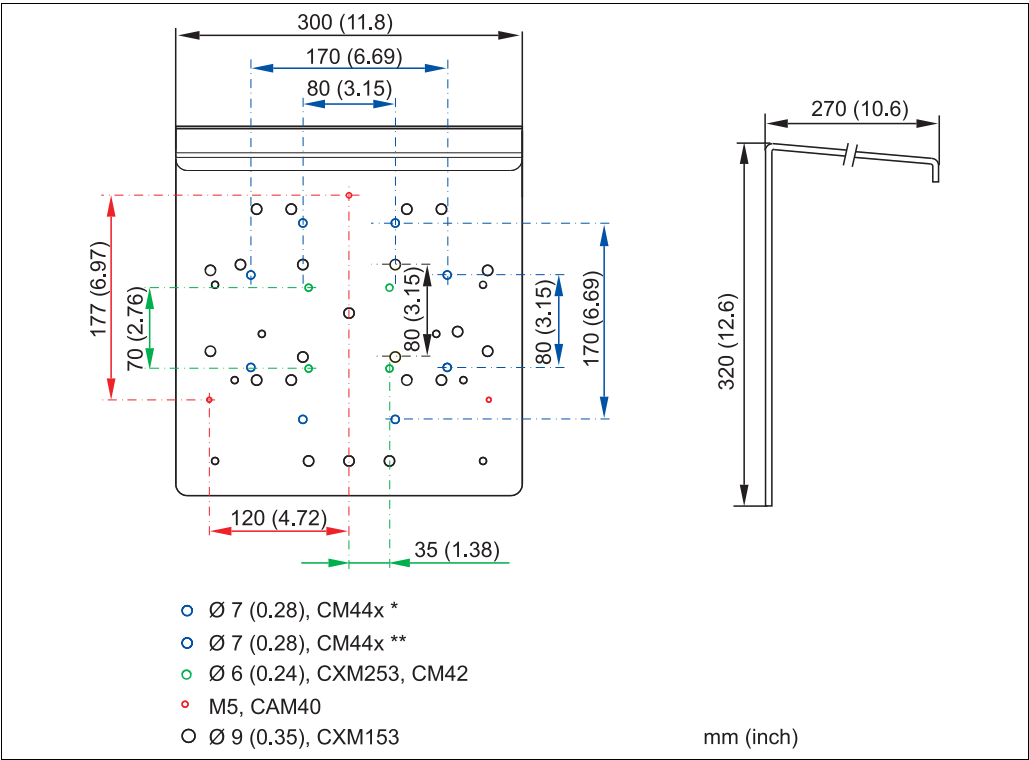 300 (11.8)
170 (6.69)
80 (3.15)
270 (10.6)
177 (6.97)
70 (2.76)
80 (3.15)
80 (3.15)
170 (6.69)
320 (12.6)
120 (4.72)
35 (1.38)
Ø 7 (0.28), CM44x *
Ø 7 (0.28), CM44x **
Ø 6 (0.24), CXM253, CM42
M5, CAM40
Ø 9 (0.35), CXM153
mm (inch)